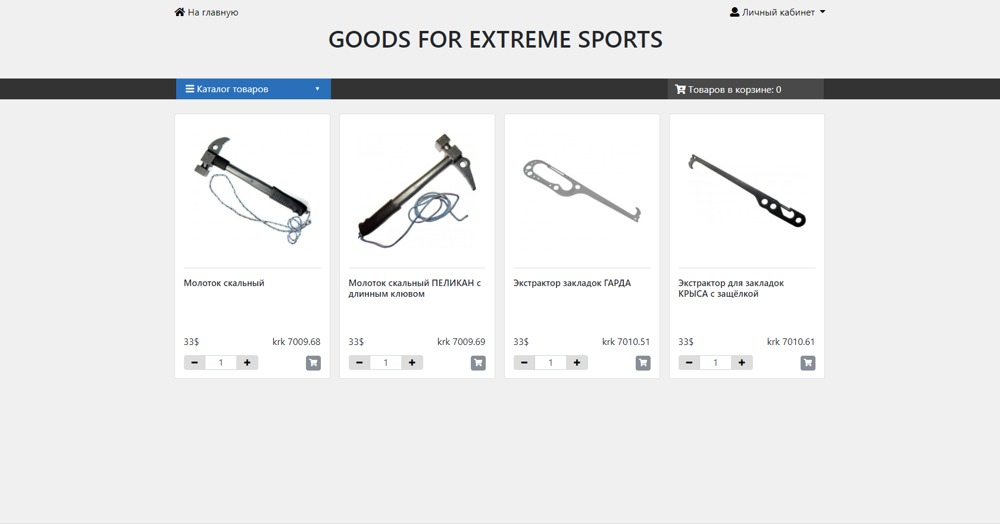 На главную
Личный кабинет
GOODS FOR EXTREME SPORTS
Каталог товаров
Товаров в корзине: 0
Молоток скальный
33$ krk 7009.68
1
Молоток скальный ПЕЛИКАН с
длинным клювом
33$ krk 7009.69
1
Экстрактор закладок ГАРДА
33$ krk 7010.51
1
Экстрактор для закладок
КРЫСА с защёлкой
33$ krk 7010.61
1